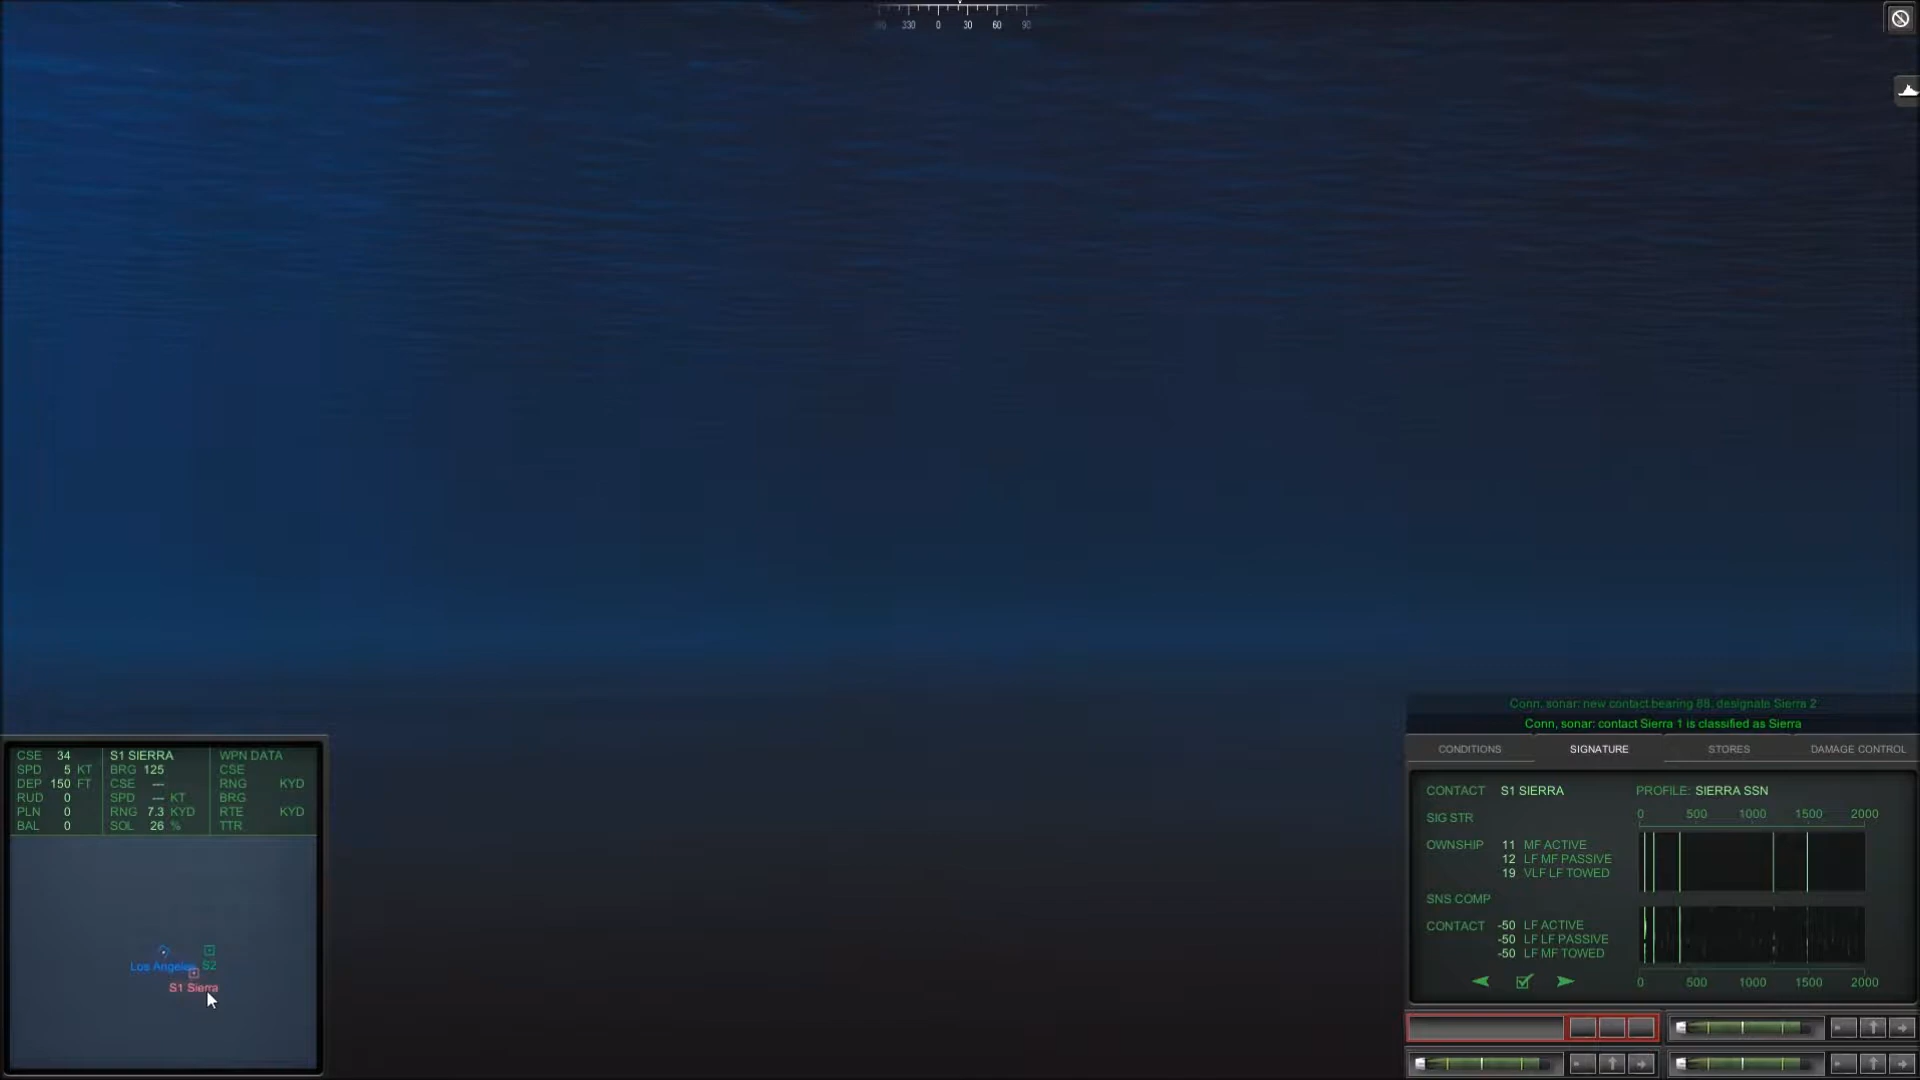 330 0 30 60 90
Conn, sonar: new contact bearing 88, designate Sierra 2
Conn, sonar: contact Sierra 1 is classified as Sierra
CONDITIONS SIGNATURE STORES DAMAGE CONTROL
CSE 34 S1 SIERRA WPN DATA
SPD 5 KT BRG 125 CSE
DEP 150 FT CSE --- RNG KYD
RUD 0 SPD --- KT BRG
PLN 0 RNG 7.3 KYD RTE KYD
BAL 0 SOL 26 % TTR
Los Angeles S2
S1 Sierra
CONTACT S1 SIERRA PROFILE: SIERRA SSN
SIG STR 0 500 1000 1500 2000
OWNSHIP 11 MF ACTIVE
12 LF MF PASSIVE
19 VLF LF TOWED
SNS COMP
CONTACT -50 LF ACTIVE
-50 LF LF PASSIVE
-50 LF MF TOWED
0 500 1000 1500 2000